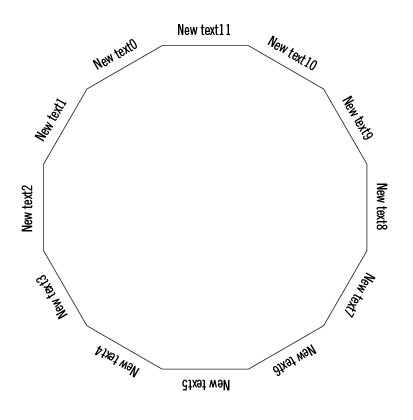 New text11
New text10
New text9
New text8
New text7
New text6
New text5
New text4
New text3
New text2
New text1
New text0